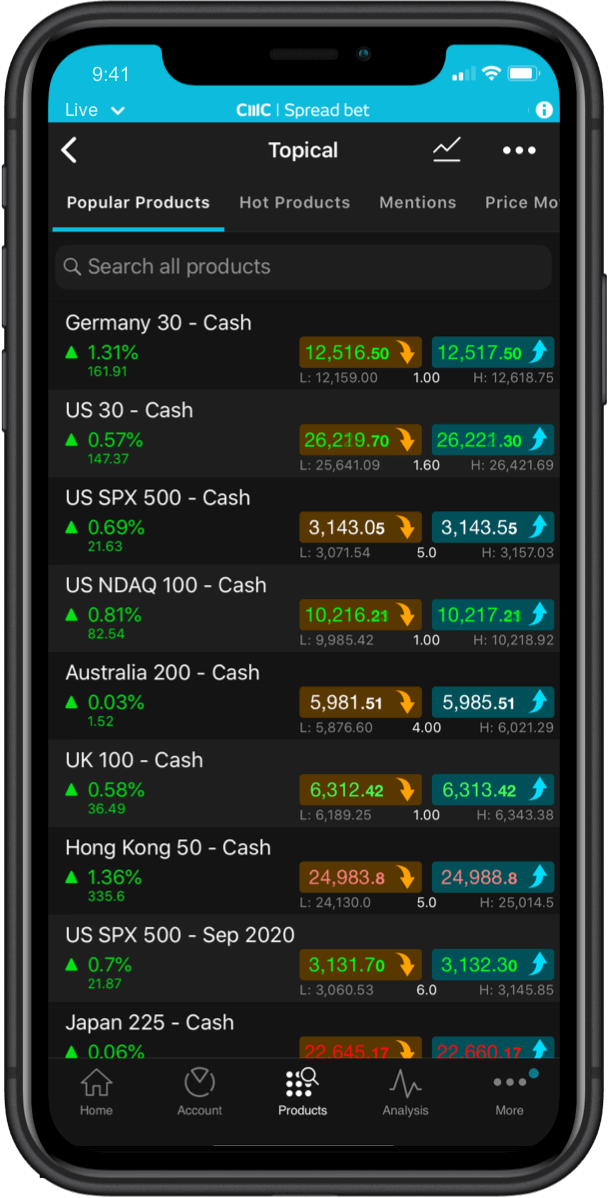 9:41
Live CMC | Spread bet
Topical
Popular Products Hot Products Mentions Price Mo
Search all products
Germany 30 - Cash
1.31% 12,516.50 12,517.50
161.91 L: 12,159.00 1.00 H: 12,618.75
US 30 - Cash
0.57% 26,219.70 26,221.30
147.37 L: 25,641.09 1.60 H: 26,421.69
US SPX 500 - Cash
0.69% 3,143.05 3,143.55
21.63 L: 3,071.54 5.0 H: 3,157.03
US NDAQ 100 - Cash
0.81% 10,216.21 10,217.21
82.54 L: 9,985.42 1.00 H: 10,218.92
Australia 200 - Cash
0.03% 5,981.51 5,985.51
1.52 L: 5,876.60 4.00 H: 6,021.29
UK 100 - Cash
0.58% 6,312.42 6,313.42
36.49 L: 6,189.25 1.00 H: 6,343.38
Hong Kong 50 - Cash
1.36% 24,983.8 24,988.8
335.6 L: 24,130.0 5.0 H: 25,014.5
US SPX 500 - Sep 2020
0.7% 3,131.70 3,132.30
21.87 L: 3,060.53 6.0 H: 3,145.85
Japan 225 - Cash
0.06% 22,645.17 22,660.17
Home Account Products Analysis More